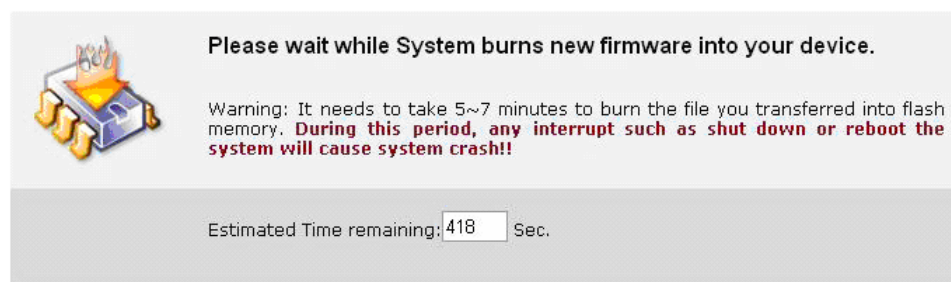 Please wait while System burns new firmware into your device.
Warning: It needs to take 5~7 minutes to burn the file you transferred into flash
memory. During this period, any interrupt such as shut down or reboot the
system will cause system crash!!
Estimated Time remaining: 418 Sec.